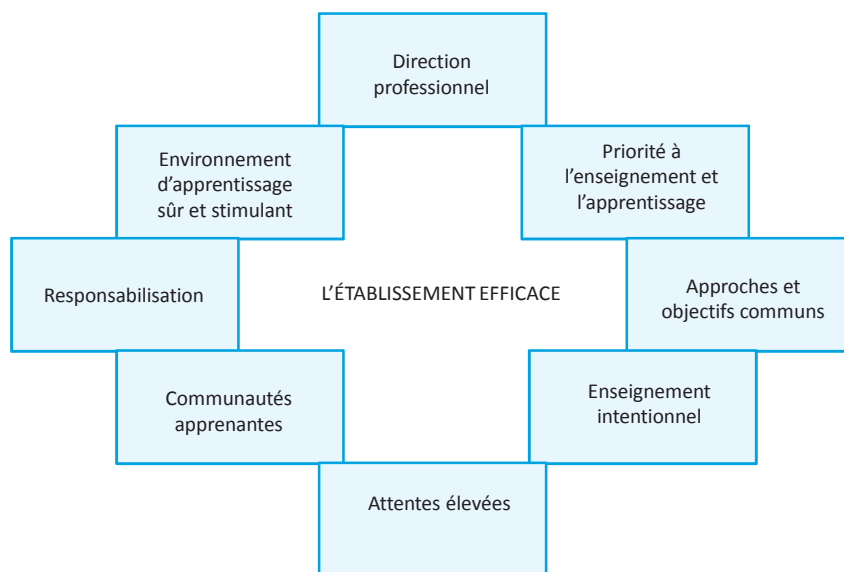 Direction
professionnel
Environnement
d'apprentissage
sûr et stimulant
Priorité à
l'enseignement et
l'apprentissage
Responsabilisation
L'ÉTABLISSEMENT EFFICACE
Approches et
objectifs communs
Communautés
apprenantes
Enseignement
intentionnel
Attentes élevées